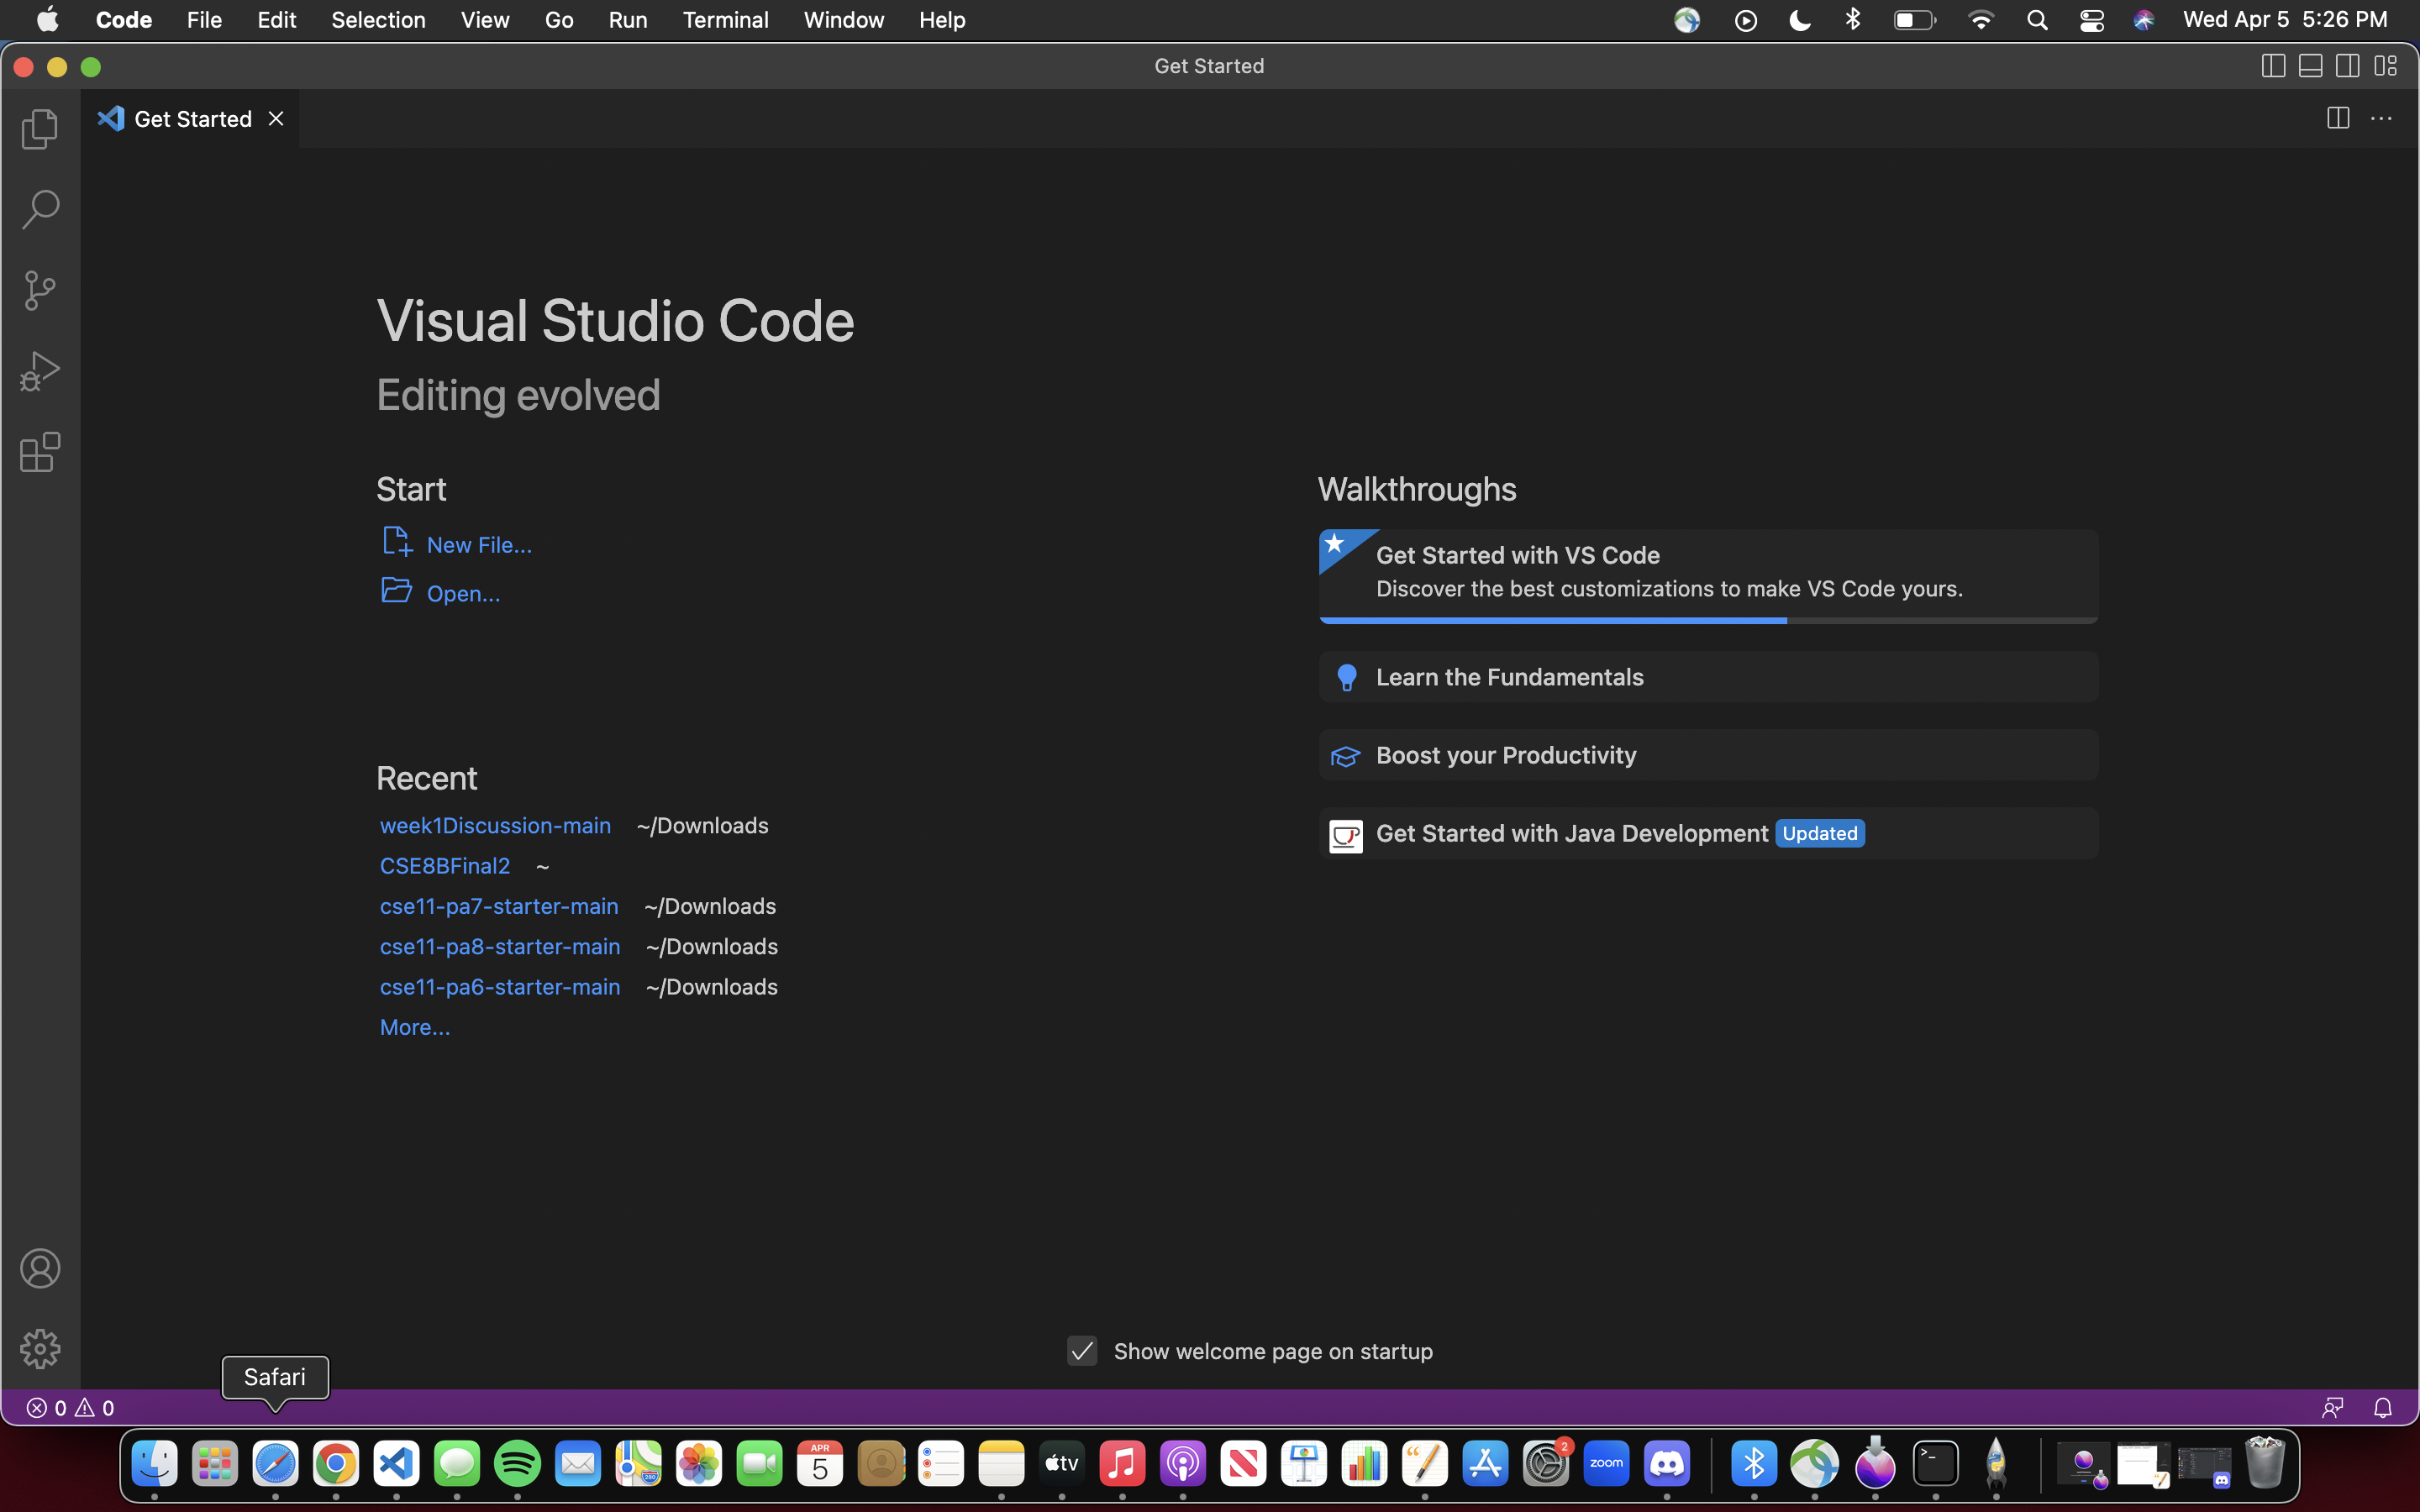 Code File Edit Selection View Go Run Terminal Window Help Wed Apr 5 5:26 PM
Get Started
Get Started
Visual Studio Code
Editing evolved
Start
New File...
Open...
Recent
week1Discussion-main ~/Downloads
CSE8BFinal2 ~
cse11-pa7-starter-main ~/Downloads
cse11-pa8-starter-main ~/Downloads
cse11-pa6-starter-main ~/Downloads
More...
Walkthroughs
Get Started with VS Code
Discover the best customizations to make VS Code yours.
Learn the Fundamentals
Boost your Productivity
Get Started with Java Development Updated
Show welcome page on startup
Safari
0 0
280
APR
5
tv
2
zoom
>_